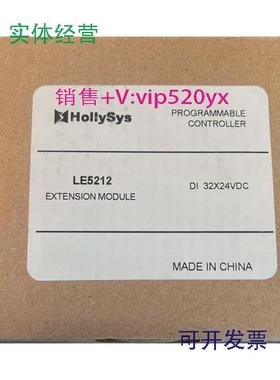 实体经营
销售+V:vip520yx
HollySys
PROGRAMMABLE
CONTROLLER
LE5212
EXTENSION MODULE
DI 32X24VDC
MADE IN CHINA
可开发票